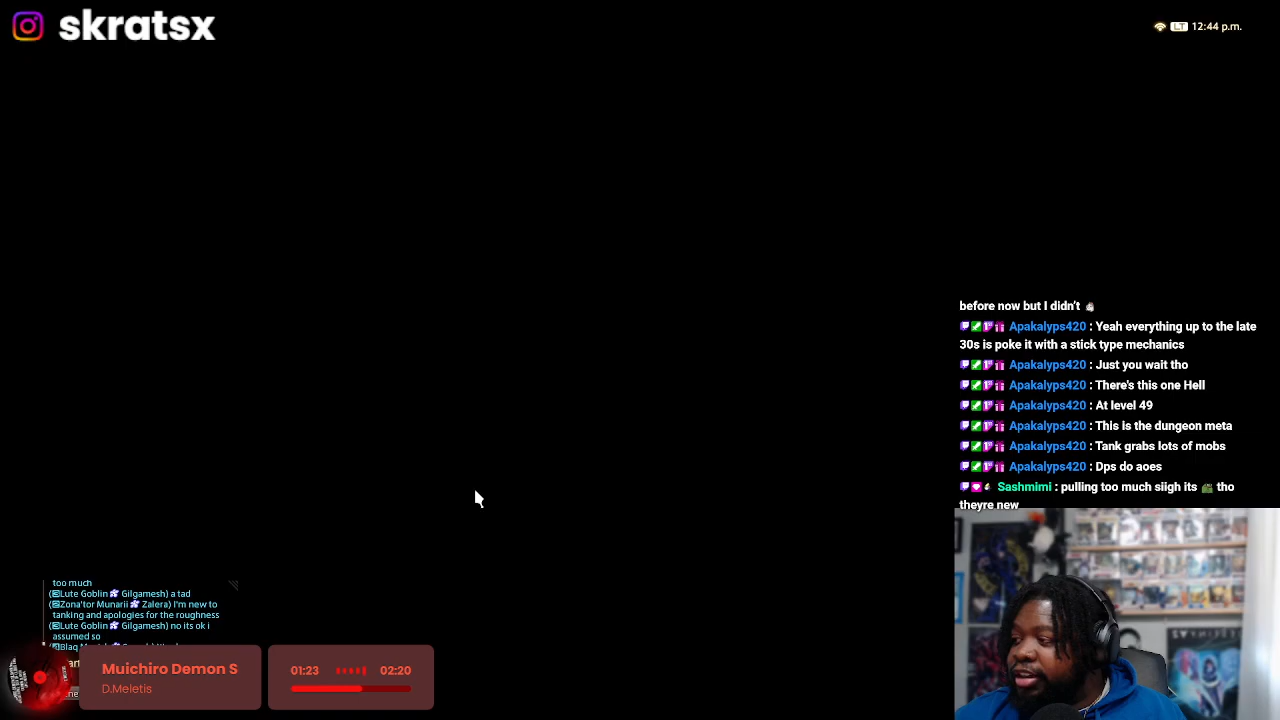 skratsx
LT 12:44 p.m.
before now but I didn't
Apakalyps420 : Yeah everything up to the late
30s is poke it with a stick type mechanics
Apakalyps420 : Just you wait tho
Apakalyps420 : There's this one Hell
Apakalyps420 : At level 49
Apakalyps420 : This is the dungeon meta
Apakalyps420 : Tank grabs lots of mobs
Apakalyps420 : Dps do aoes
Sashmimi : pulling too much siigh its tho
theyre new
too much
(Lute Goblin Gilgamesh) a tad
(Zona'tor Munarii Zalera) I'm new to
tanking and apologies for the roughness
(Lute Goblin Gilgamesh) no its ok i
assumed so
Muichiro Demon S
D.Meletis
01:23 02:20